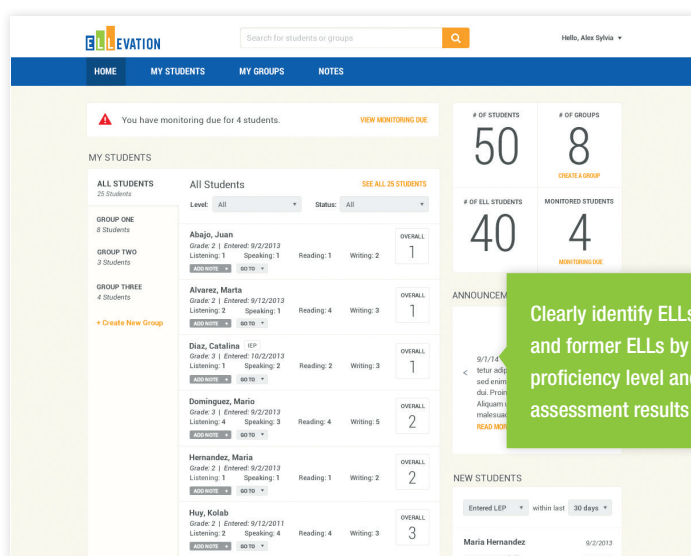 ELLEVATION
Search for students or groups
Hello, Alex Sylvia
HOME MY STUDENTS MY GROUPS NOTES
You have monitoring due for 4 students. VIEW MONITORING DUE
MY STUDENTS
ALL STUDENTS
25 Students
GROUP ONE
8 Students
GROUP TWO
3 Students
GROUP THREE
4 Students
+ Create New Group
All Students SEE ALL 25 STUDENTS
Level: All Status: All
Abajo, Juan
Grade: 2 | Entered: 9/2/2013
Listening: 1 Speaking: 1 Reading: 1 Writing: 2
ADD NOTE + GO TO
OVERALL
1
Alvarez, Marta
Grade: 2 | Entered: 9/12/2013
Listening: 2 Speaking: 1 Reading: 4 Writing: 3
ADD NOTE + GO TO
OVERALL
1
Diaz, Catalina IEP
Grade: 3 | Entered: 10/2/2013
Listening: 1 Speaking: 2 Reading: 2 Writing: 3
ADD NOTE + GO TO
OVERALL
1
Dominguez, Mario
Grade: 3 | Entered: 9/2/2013
Listening: 4 Speaking: 3 Reading: 4 Writing: 5
ADD NOTE + GO TO
OVERALL
2
Hernandez, Maria
Grade: 2 | Entered: 9/2/2013
Listening: 1 Speaking: 1 Reading: 1 Writing: 2
ADD NOTE + GO TO
OVERALL
2
Huy, Kolab
Grade: 3 | Entered: 9/12/2011
Listening: 2 Speaking: 4 Reading: 4 Writing: 3
ADD NOTE + GO TO
OVERALL
3
# OF STUDENTS
50
# OF GROUPS
8
CREATE A GROUP
# OF ELL STUDENTS
40
MONITORED STUDENTS
4
MONITORING DUE
ANNOUNCEM
<
9/1/14
tetur adip
sed enim
dui. Proin
Aliquam
malesuad
READ MOR
Clearly identify ELLs
and former ELLs by
proficiency level and
assessment results
NEW STUDENTS
Entered LEP within last 30 days
Maria Hernandez 9/2/2013